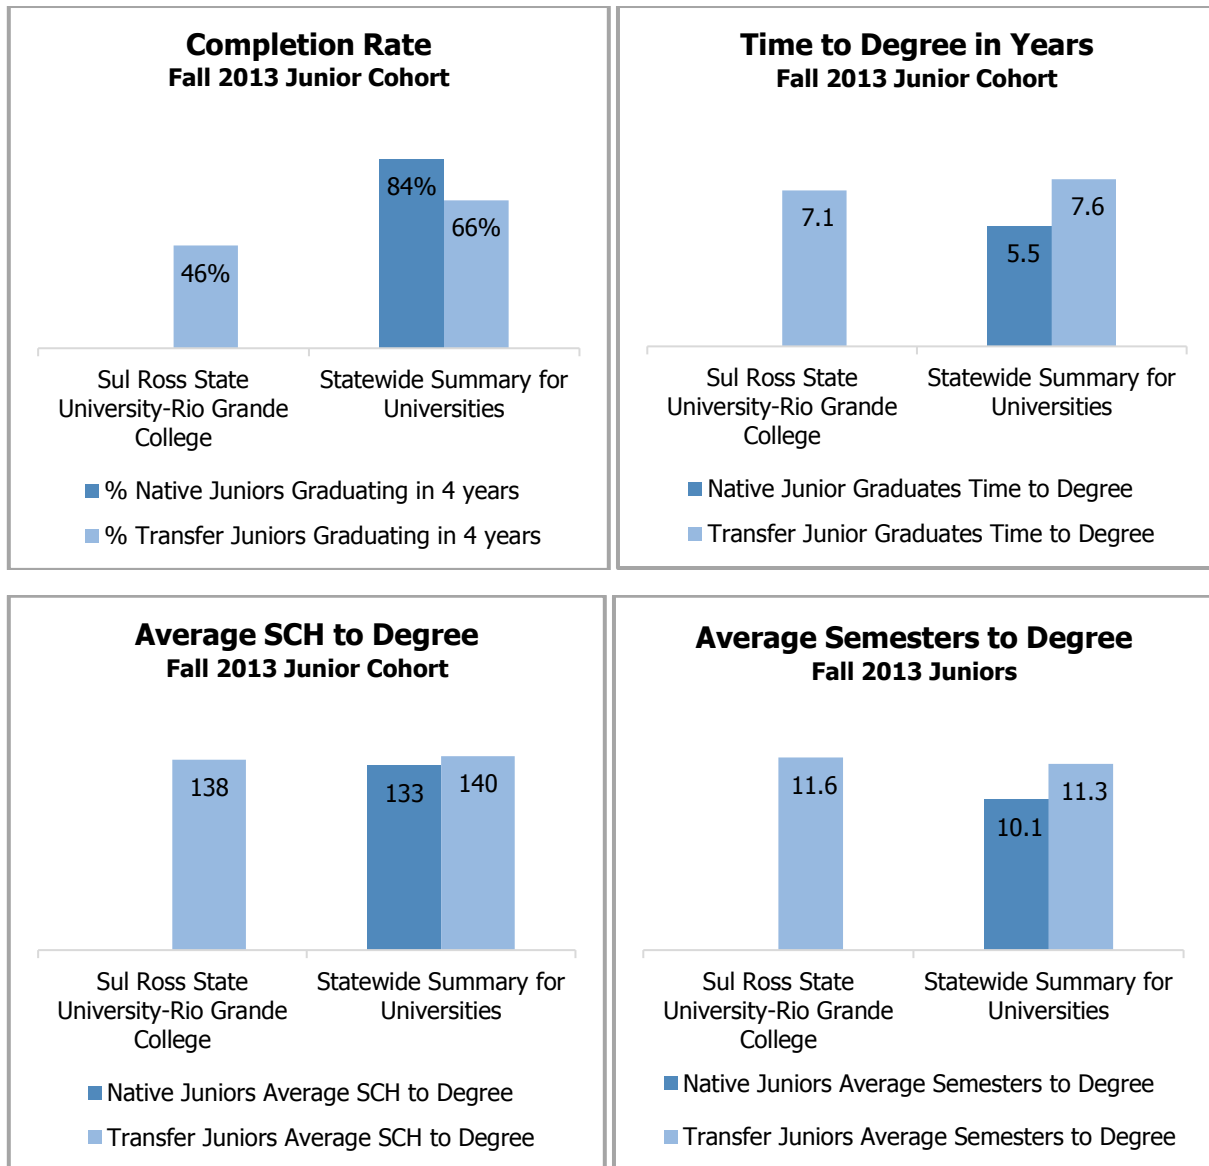 Completion Rate
Fall 2013 Junior Cohort
84%
66%
46%
Sul Ross State
University-Rio Grande
College
Statewide Summary for
Universities
% Native Juniors Graduating in 4 years
% Transfer Juniors Graduating in 4 years
Time to Degree in Years
Fall 2013 Junior Cohort
7.1
7.6
5.5
Sul Ross State
University-Rio Grande
College
Statewide Summary for
Universities
Native Junior Graduates Time to Degree
Transfer Junior Graduates Time to Degree
Average SCH to Degree
Fall 2013 Junior Cohort
138
133
140
Sul Ross State
University-Rio Grande
College
Statewide Summary for
Universities
Native Juniors Average SCH to Degree
Transfer Juniors Average SCH to Degree
Average Semesters to Degree
Fall 2013 Juniors
11.6
11.3
10.1
Sul Ross State
University-Rio Grande
College
Statewide Summary for
Universities
Native Juniors Average Semesters to Degree
Transfer Juniors Average Semesters to Degree